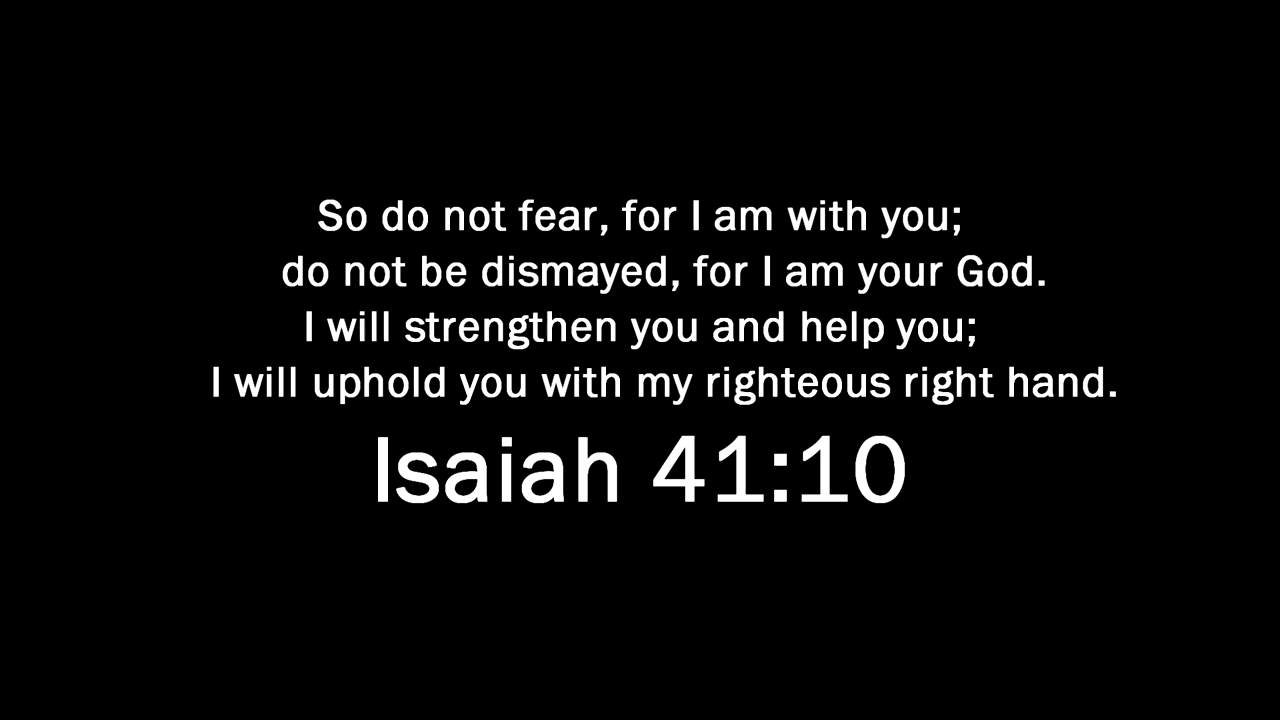 So do not fear, for I am with you;
do not be dismayed, for I am your God.
I will strengthen you and help you;
I will uphold you with my righteous right hand.
Isaiah 41:10